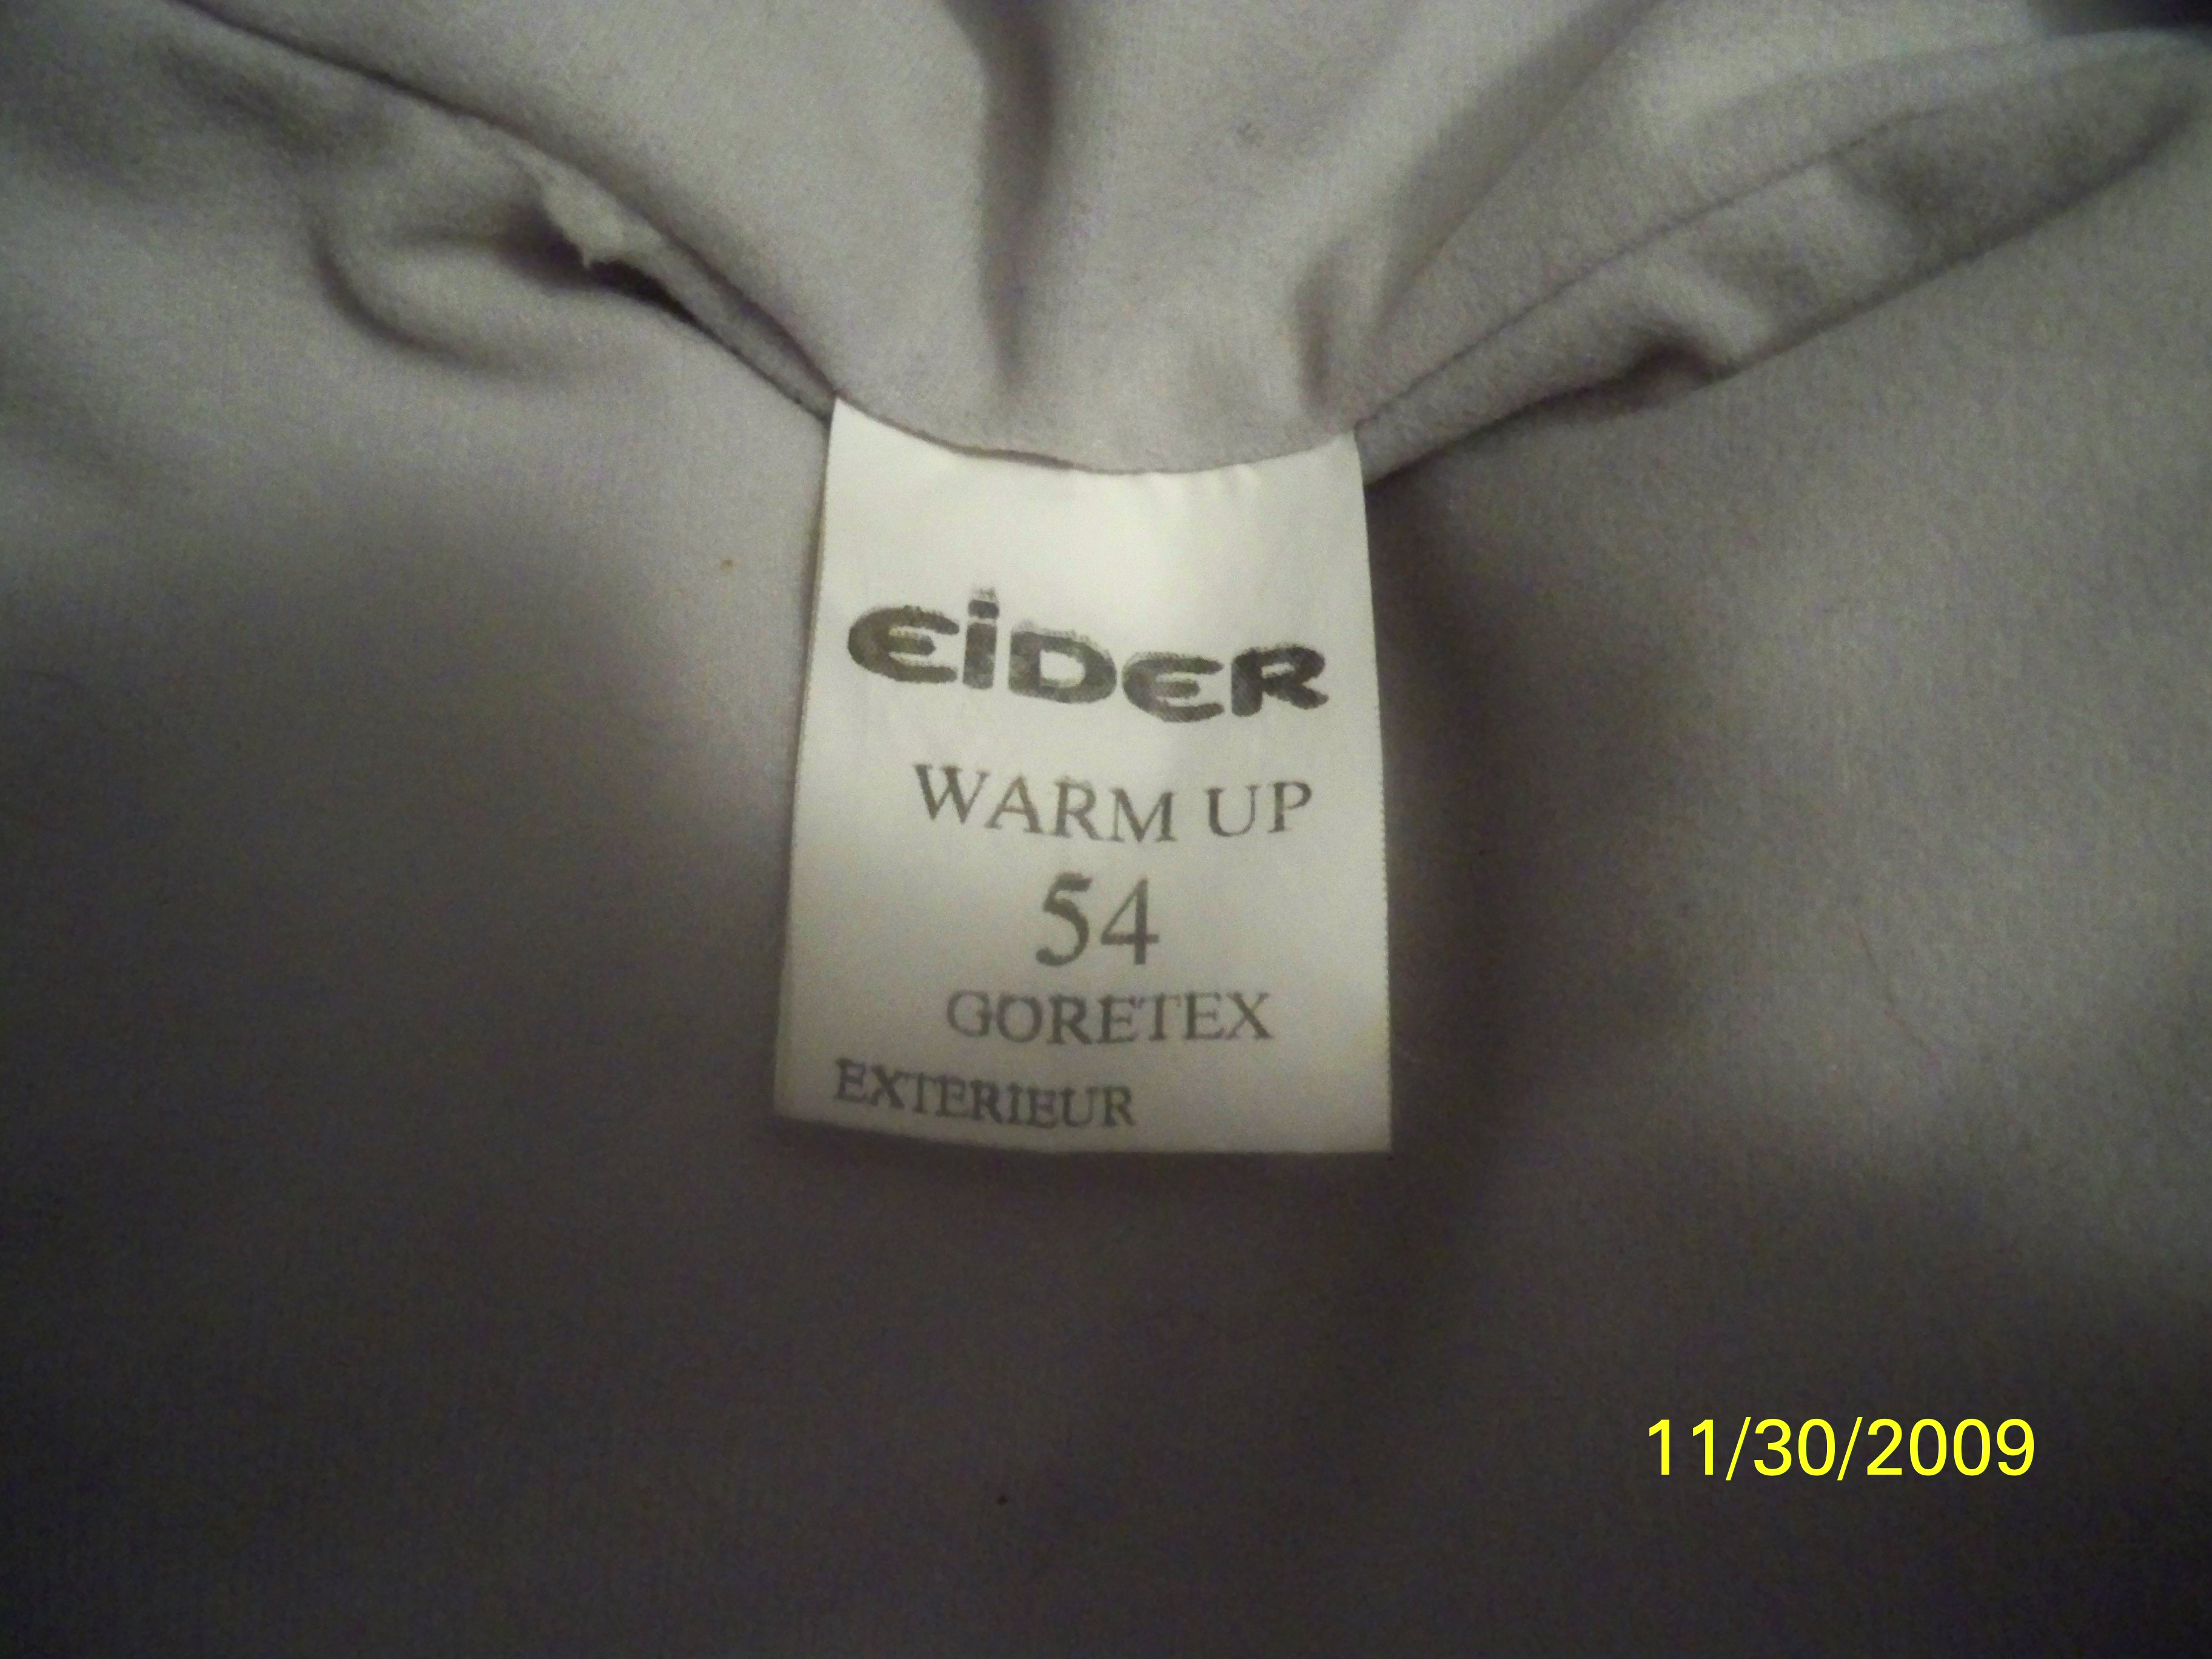 EiDER
WARM UP
54
GORETEX
EXTERIEUR
11/30/2009